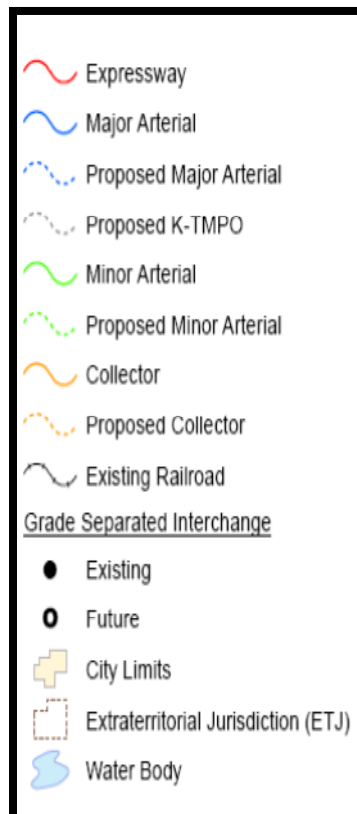 Expressway
Major Arterial
Proposed Major Arterial
Proposed K-TMPO
Minor Arterial
Proposed Minor Arterial
Collector
Proposed Collector
Existing Railroad
Grade Separated Interchange
Existing
Future
City Limits
Extraterritorial Jurisdiction (ETJ)
Water Body